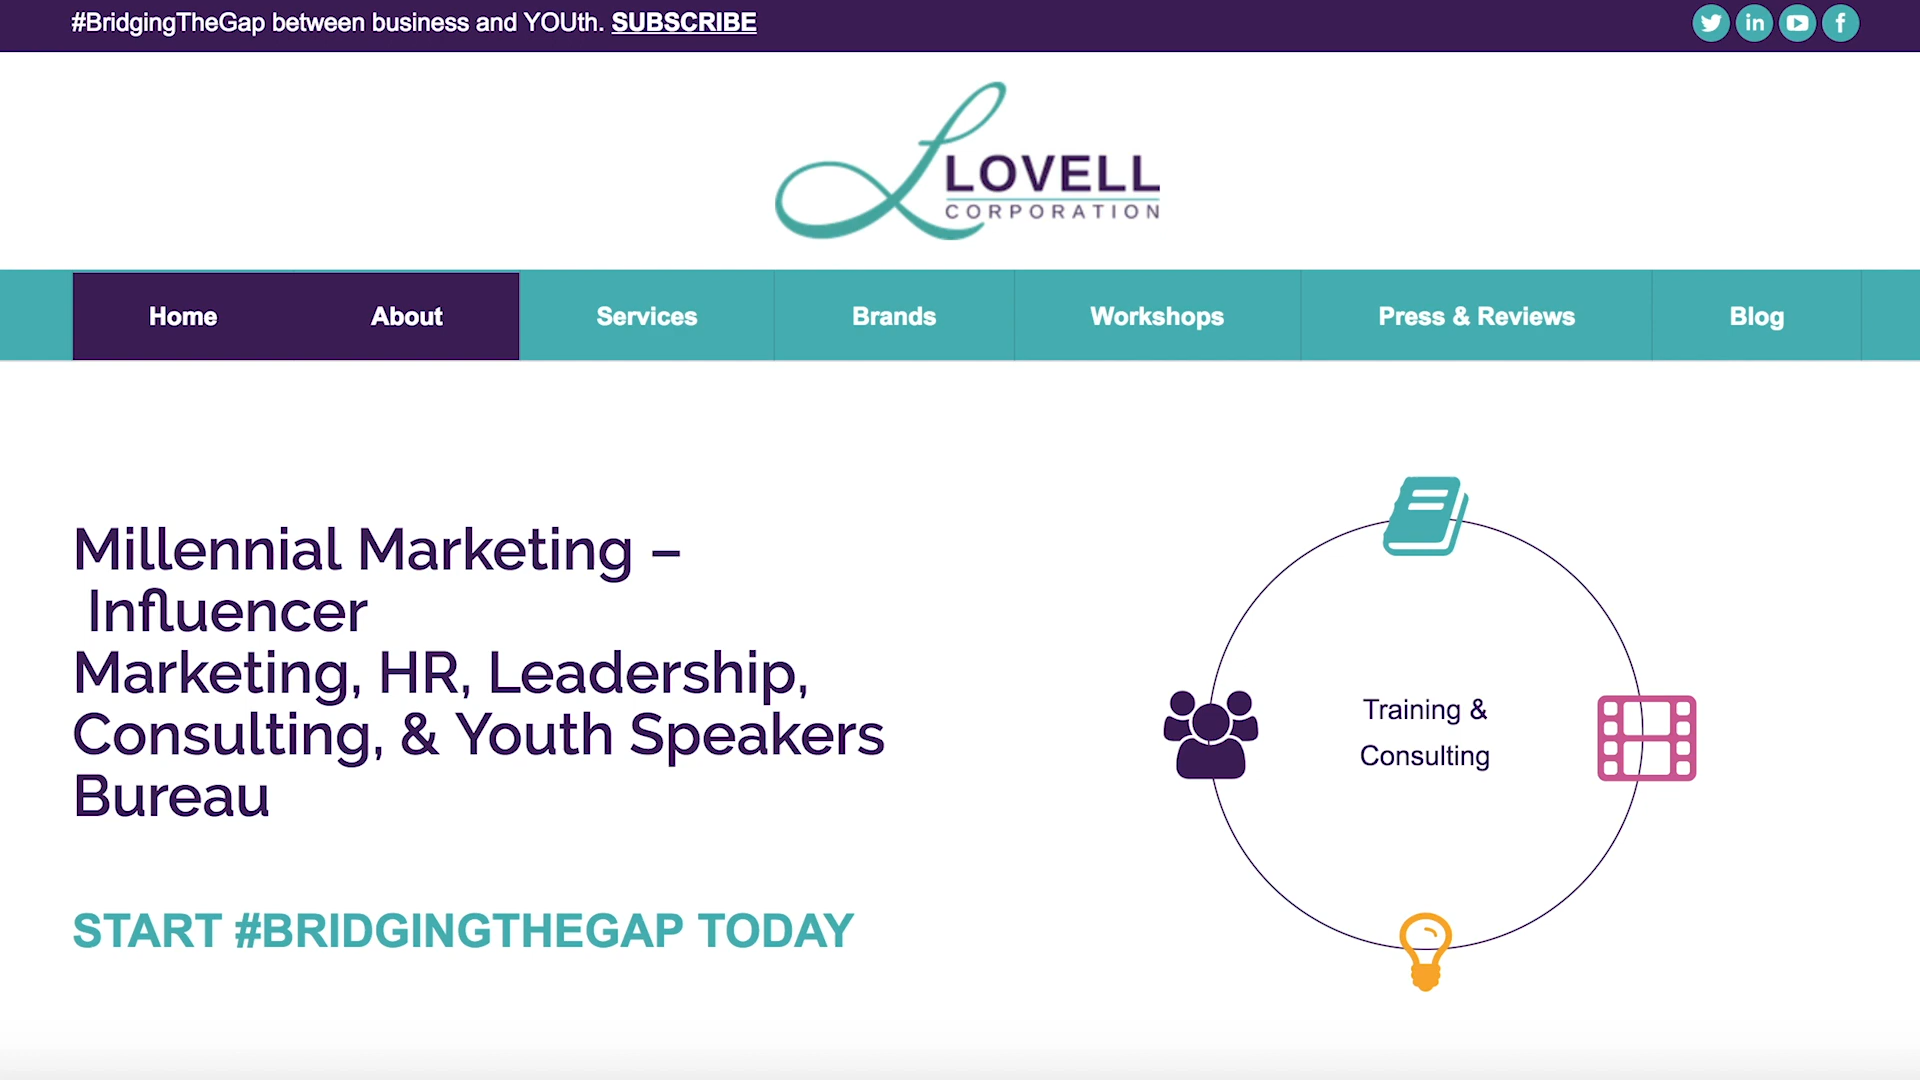 #BridgingTheGap between business and YOUth. SUBSCRIBE
LOVELL
CORPORATION
Home About Services Brands Workshops Press & Reviews Blog
Millennial Marketing –
Influencer
Marketing, HR, Leadership,
Consulting, & Youth Speakers
Bureau
START #BRIDGINGTHEGAP TODAY
Training &
Consulting